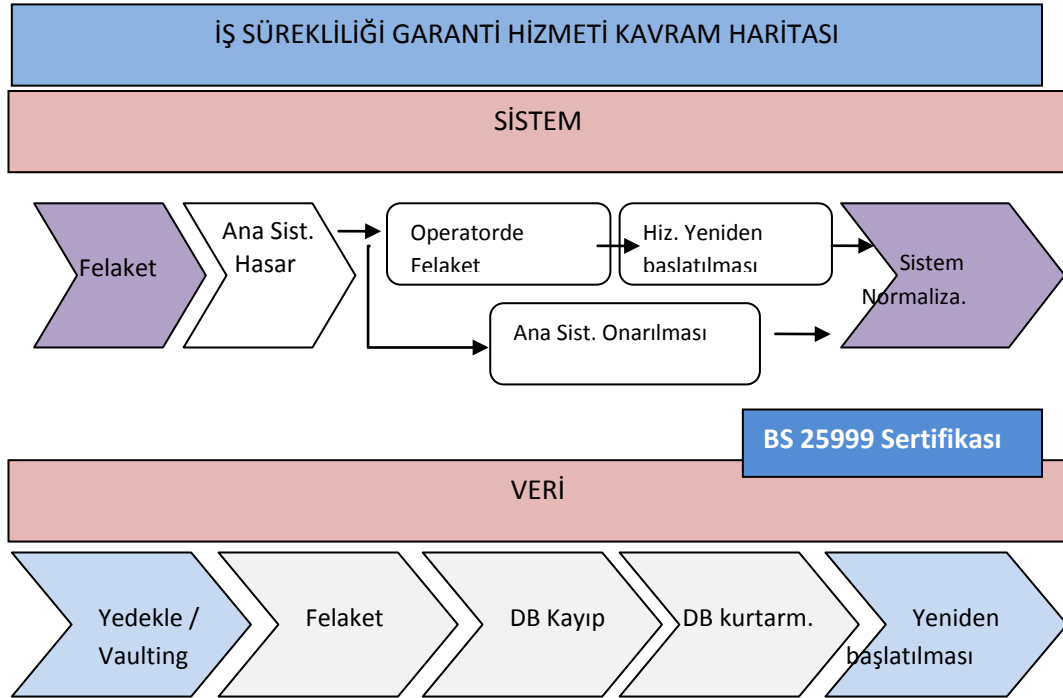 İŞ SÜREKLİLİĞİ GARANTİ HİZMETİ KAVRAM HARİTASI
SİSTEM
Felaket
Ana Sist.
Hasar
Operatorde
Felaket
Hiz. Yeniden
başlatılması
Ana Sist. Onarılması
Sistem
Normaliza.
BS 25999 Sertifikası
VERİ
Yedekle /
Vaulting
Felaket
DB Kayıp
DB kurtarm.
Yeniden
başlatılması